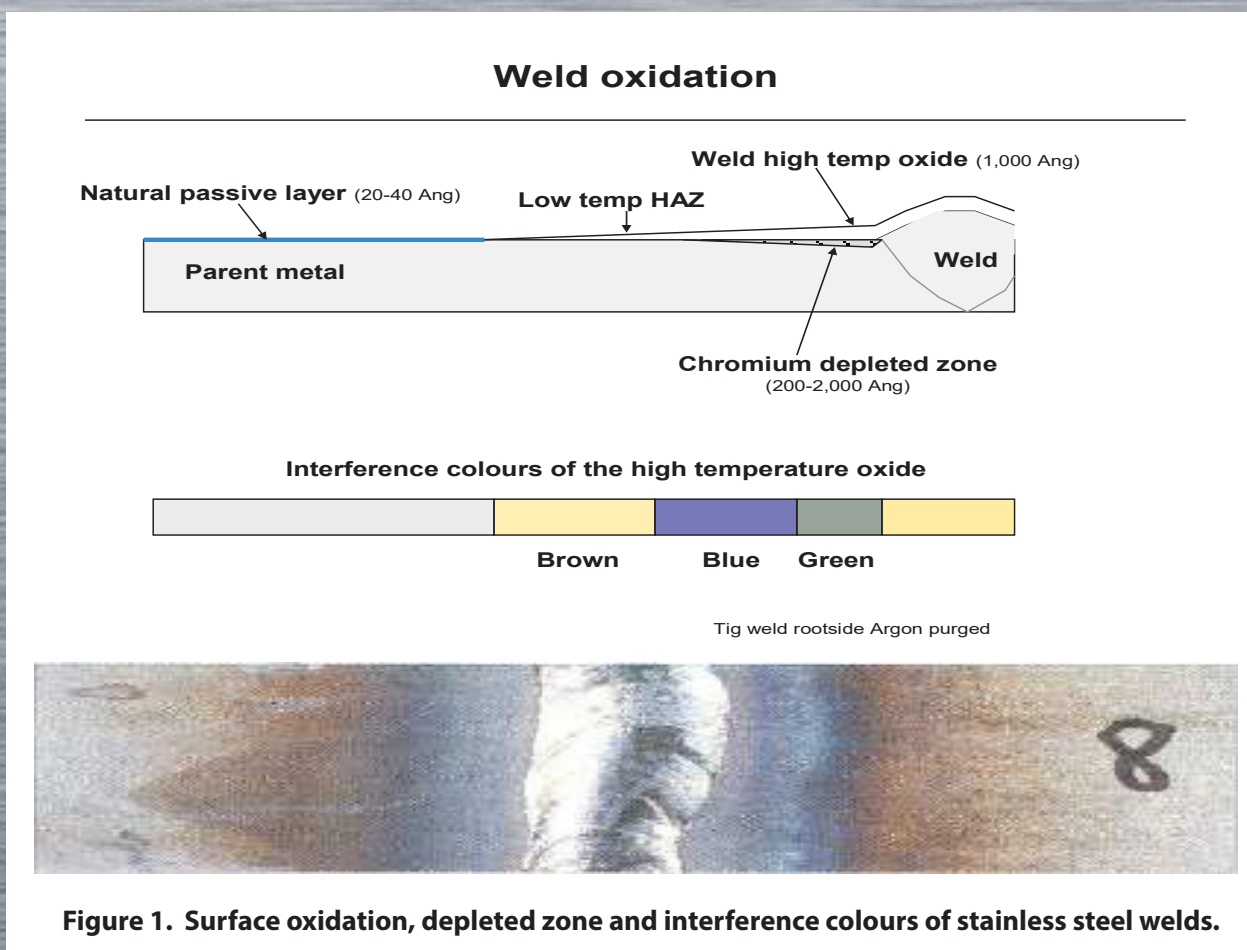 Weld oxidation
Weld high temp oxide (1,000 Ang)
Natural passive layer (20-40 Ang)
Low temp HAZ
Parent metal
Weld
Chromium depleted zone
(200-2,000 Ang)
Interference colours of the high temperature oxide
Brown Blue Green
Tig weld rootside Argon purged
8
Figure 1. Surface oxidation, depleted zone and interference colours of stainless steel welds.